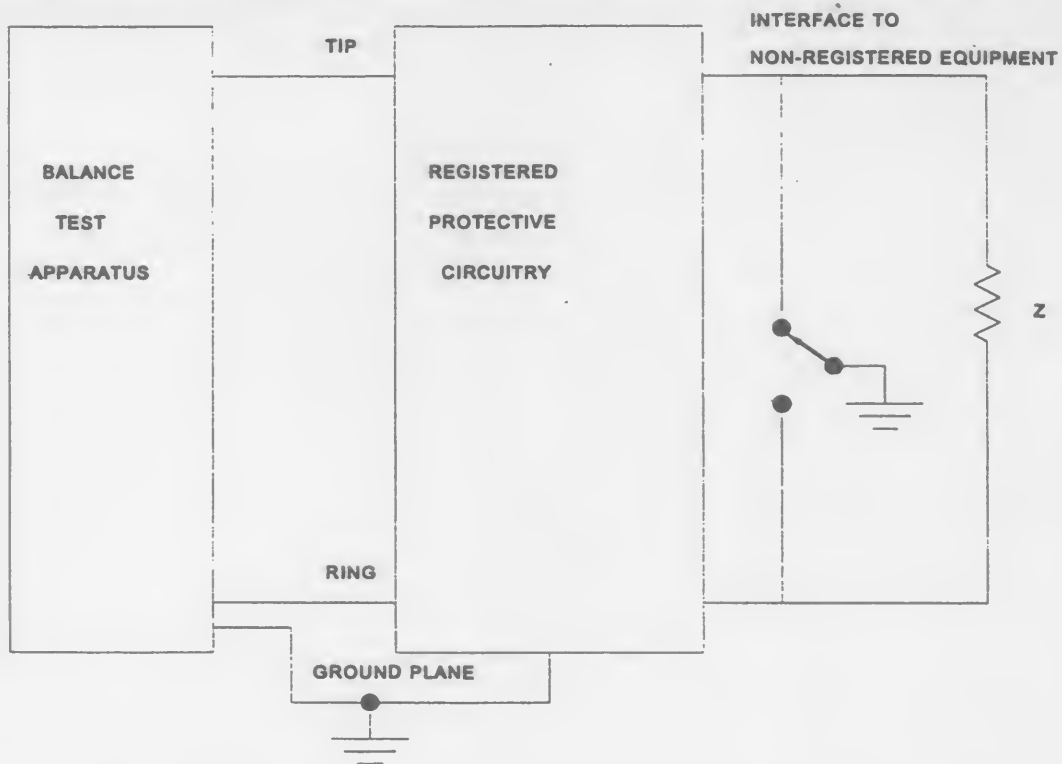 INTERFACE TO
NON-REGISTERED EQUIPMENT
TIP
BALANCE
TEST
APPARATUS
REGISTERED
PROTECTIVE
CIRCUITRY
Z
RING
GROUND PLANE